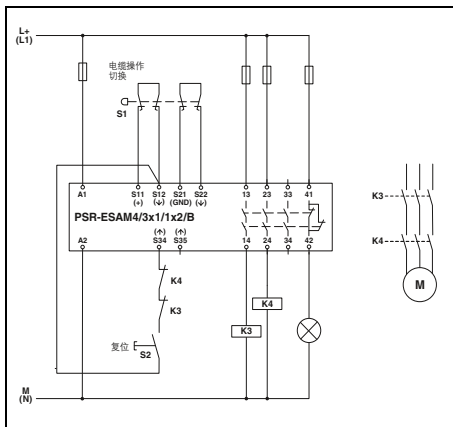 L+
(L1)
电缆操作
切换
S1
A1 S11 S12 S21 S22 13 23 33 41
(+) (↓) (GND) (↓)
PSR-ESAM4/3x1/1x2/B
(↑) (↑)
A2 S34 S35 14 24 34 42
K4
K3
复位
S2
K4
K3
M
(N)
K3
K4
M